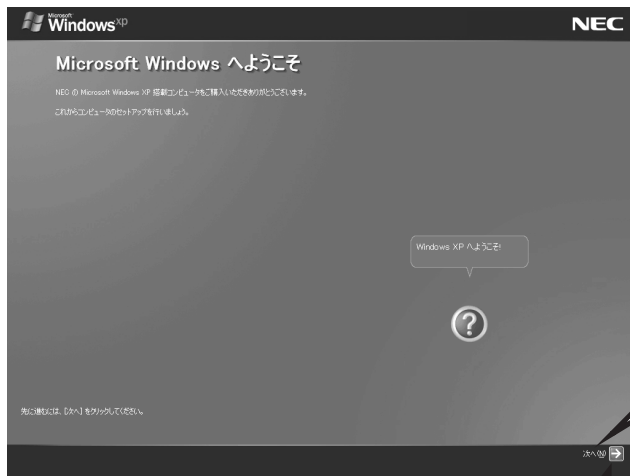 Microsoft
Windows xp
NEC
Microsoft Windows へようこそ
NEC の Microsoft Windows XP 搭載コンピュータをご購入いただきありがとうございます。
これからコンピュータのセットアップを行いましょう。
Windows XP へようこそ!
先に進むには、[次へ] をクリックしてください。
次へ(N)